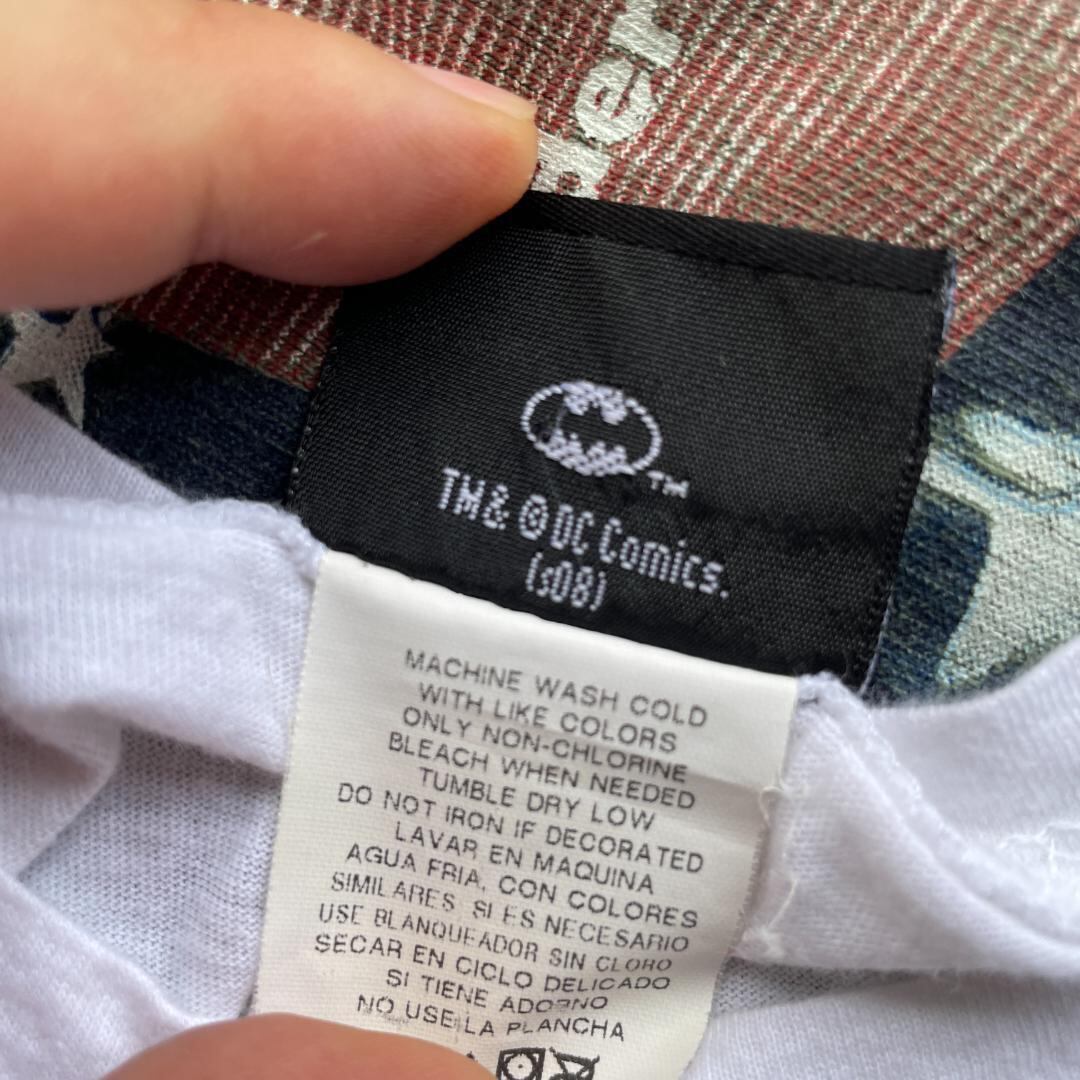 ier
TM & © DC Comics.
(s08)
MACHINE WASH COLD
WITH LIKE COLORS
ONLY NON-CHLORINE
BLEACH WHEN NEEDED
TUMBLE DRY LOW
DO NOT IRON IF DECORATED
LAVAR EN MAQUINA
AGUA FRIA, CON COLORES
SIMILARES, SI ES NECESARIO
USE BLANQUEADOR SIN CLORO
SECAR EN CICLO DELICADO
SI TIENE ADORNO
NO USE LA PLANCHA